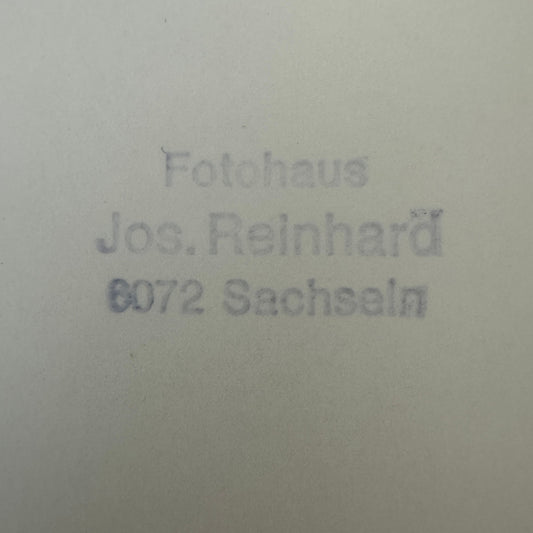 Fotohaus
Jos. Reinhard
6072 Sachseln